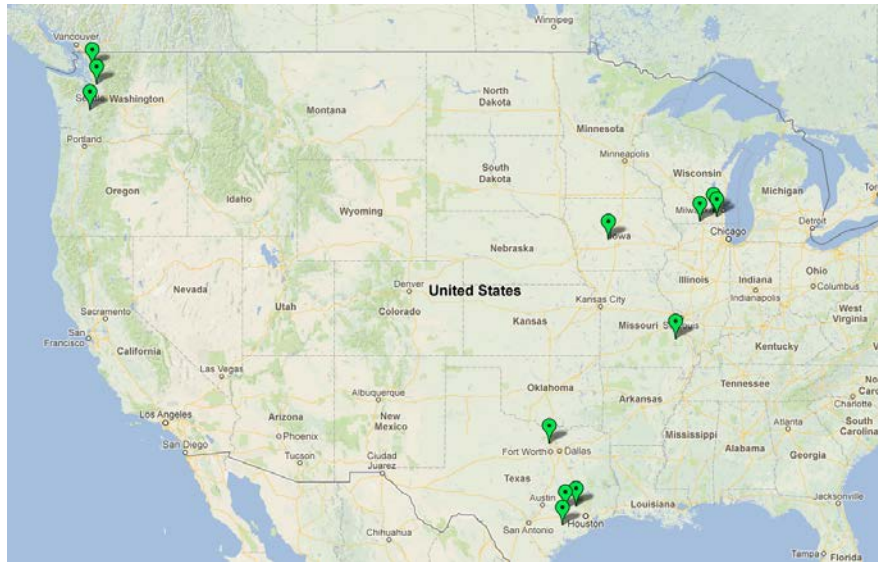 Winnipeg
Vancouver
Washington
North
Dakota
Montana
Minnesota
Portland
Minneapolis
South
Dakota
Wisconsin
Michigan
Oregon
Idaho
Wyoming
Detroit
Iowa
Chicago
Nebraska
Nevada
Utah
Denver
Colorado
United States
Illinois
Indiana
Indianapolis
Ohio
Columbus
Kansas City
West
Virginia
Sacramento
San
Francisco
California
Kansas
Missouri
Kentucky
Las Vegas
Albuquerque
Oklahoma
Arkansas
Tennessee
Charlotte
Los Angeles
Arizona
Phoenix
New
Mexico
Mississippi
Alabama
Atlanta
Georgia
South
Carolina
San Diego
Tucson
Ciudad
Juarez
Fort Worth
Dallas
Texas
Austin
Louisiana
Jacksonville
San Antonio
Houston
Chihuahua
Tampa
Florida